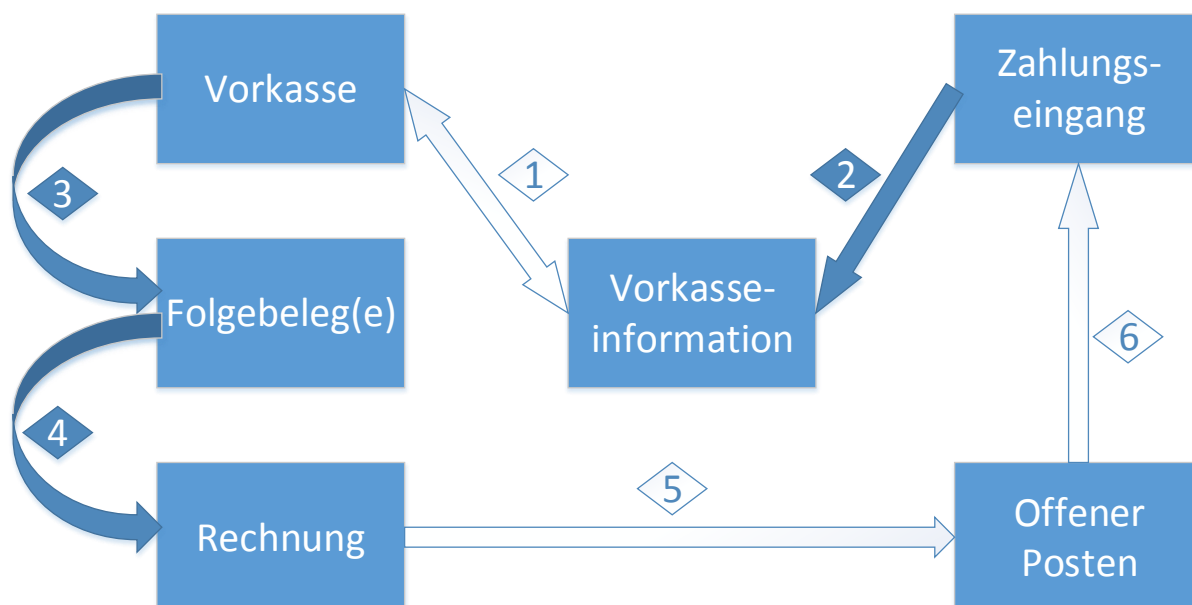 Vorkasse
Zahlungs-
eingang
1
2
3
Folgebeleg(e)
Vorkasse-
information
6
4
5
Rechnung
Offener
Posten